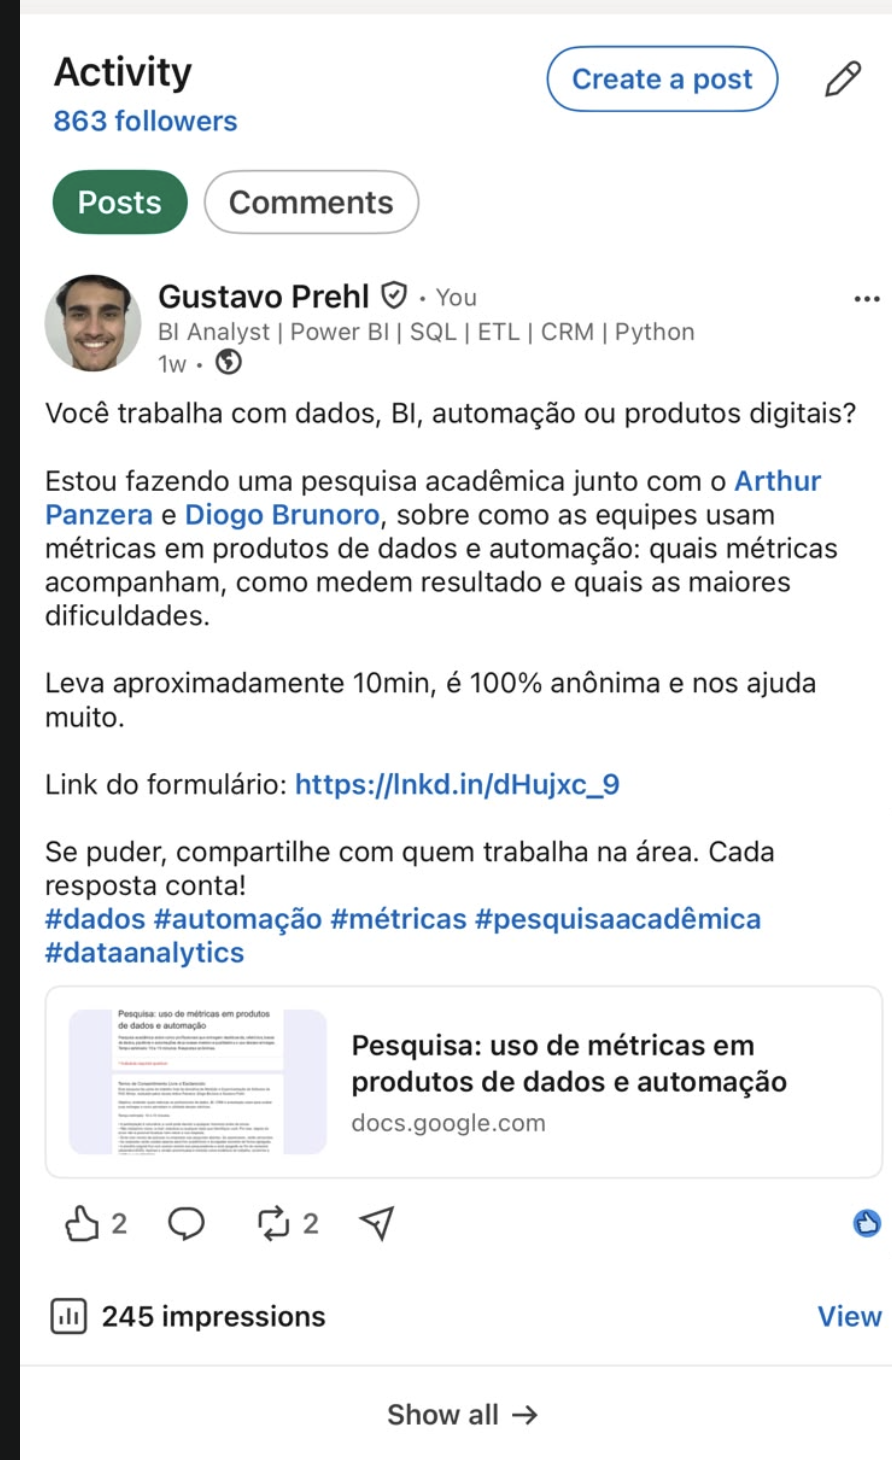 Activity
863 followers
Create a post
Posts
Comments
Gustavo Prehl · You
BI Analyst | Power BI | SQL | ETL | CRM | Python
1w ·
Você trabalha com dados, BI, automação ou produtos digitais?
Estou fazendo uma pesquisa acadêmica junto com o Arthur
Panzera e Diogo Brunoro, sobre como as equipes usam
métricas em produtos de dados e automação: quais métricas
acompanham, como medem resultado e quais as maiores
dificuldades.
Leva aproximadamente 10min, é 100% anônima e nos ajuda
muito.
Link do formulário: https://lnkd.in/dHujxc_9
Se puder, compartilhe com quem trabalha na área. Cada
resposta conta!
#dados #automação #métricas #pesquisaacadêmica
#dataanalytics
Pesquisa: uso de métricas em produtos
de dados e automação
Pesquisa: uso de métricas em
produtos de dados e automação
docs.google.com
2
2
245 impressions
View
Show all →